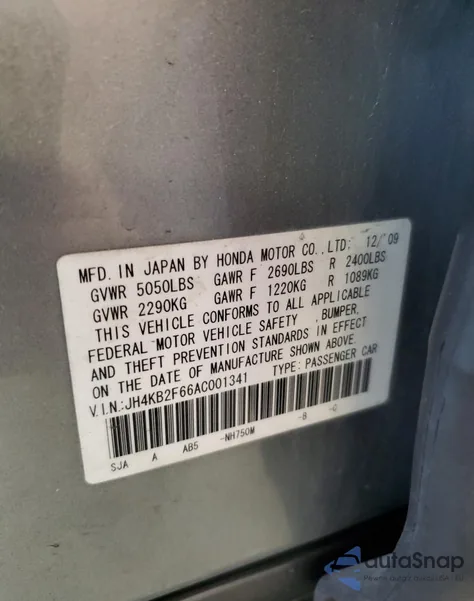 MFD. IN JAPAN BY HONDA MOTOR CO.,LTD: 12/'09
GVWR 5050LBS GAWR F 2690LBS R 2400LBS
GVWR 2290KG GAWR F 1220KG R 1089KG
THIS VEHICLE CONFORMS TO ALL APPLICABLE
FEDERAL MOTOR VEHICLE SAFETY ,BUMPER,
AND THEFT PREVENTION STANDARDS IN EFFECT
ON THE DATE OF MANUFACTURE SHOWN ABOVE.
V.I.N:JH4KB2F66AC001341 TYPE: PASSENGER CAR
SJA A AB5 -NH750M -B -Q
autoSnap